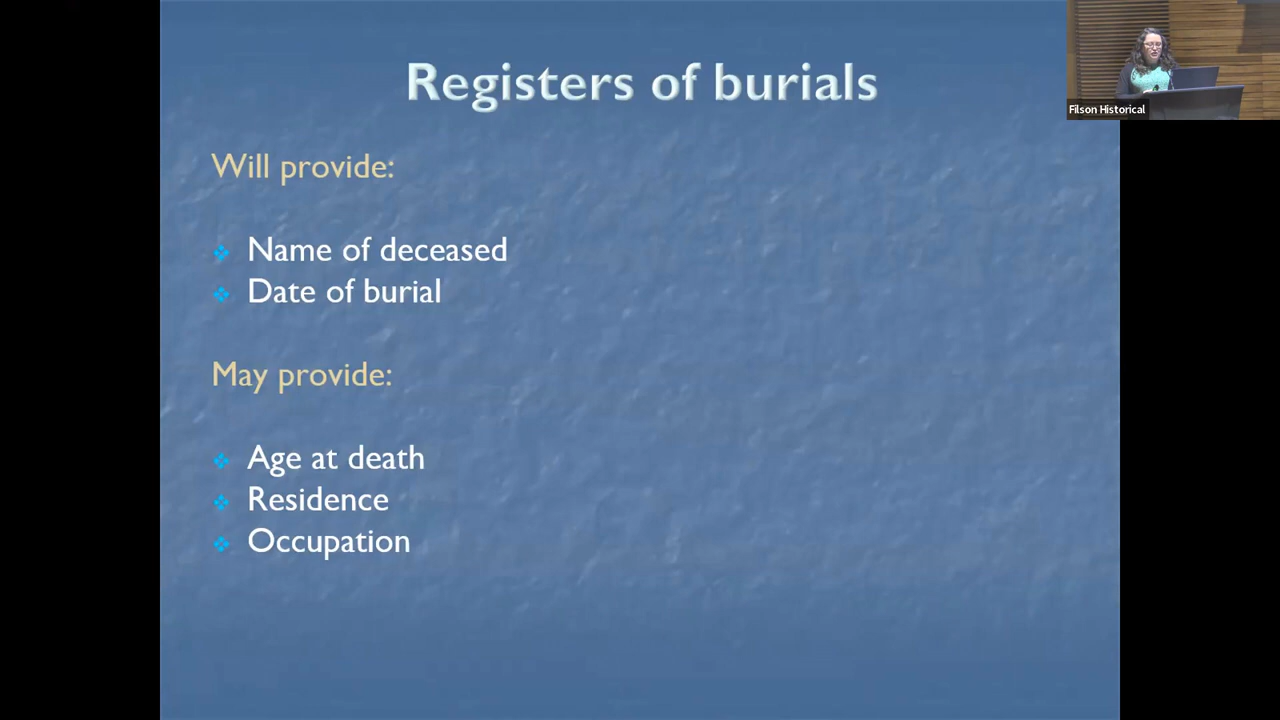 Registers of burials
Filson Historical
Will provide:
Name of deceased
Date of burial
May provide:
Age at death
Residence
Occupation